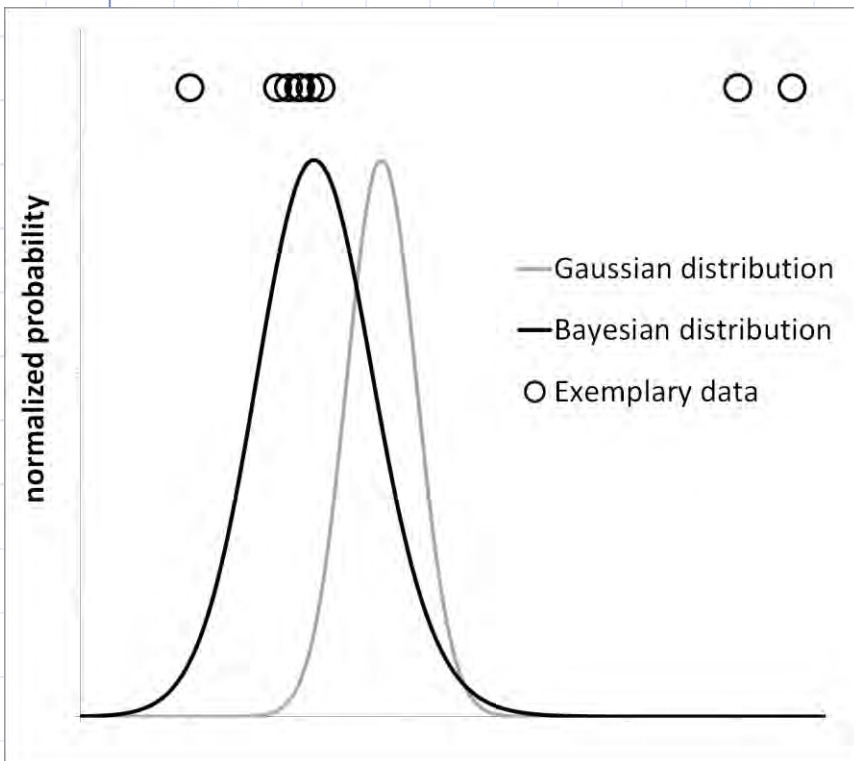 normalized probability
Gaussian distribution
Bayesian distribution
Exemplary data